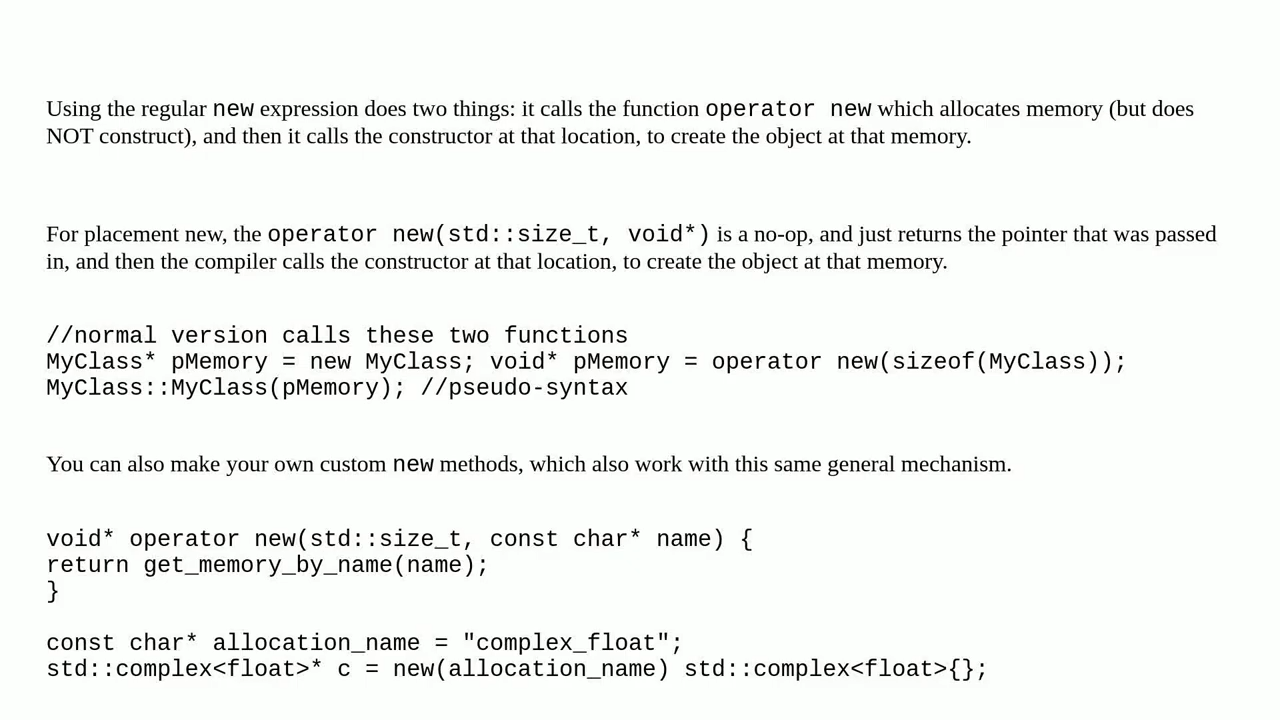 Using the regular new expression does two things: it calls the function operator new which allocates memory (but does
NOT construct), and then it calls the constructor at that location, to create the object at that memory.
For placement new, the operator new(std::size_t, void*) is a no-op, and just returns the pointer that was passed
in, and then the compiler calls the constructor at that location, to create the object at that memory.
//normal version calls these two functions
MyClass* pMemory = new MyClass; void* pMemory = operator new(sizeof(MyClass));
MyClass::MyClass(pMemory); //pseudo-syntax
You can also make your own custom new methods, which also work with this same general mechanism.
void* operator new(std::size_t, const char* name) {
return get_memory_by_name(name);
}
const char* allocation_name = "complex_float";
std::complex<float>* c = new(allocation_name) std::complex<float>{};